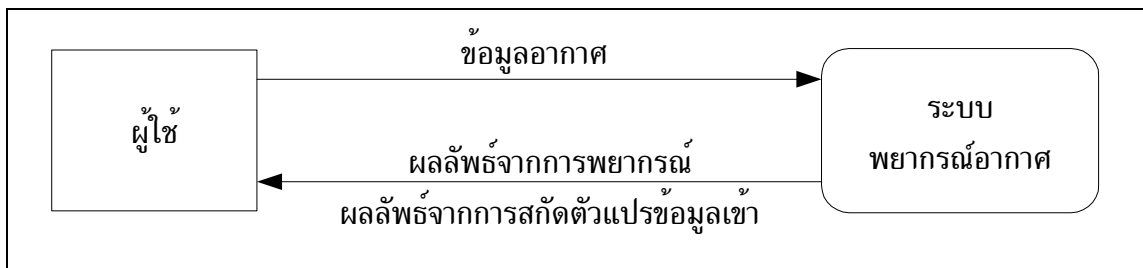 ข้อมูลอากาศ
ผู้ใช้
ระบบ
พยากรณ์อากาศ
ผลลัพธ์จากการพยากรณ์
ผลลัพธ์จากการสกัดตัวแปรข้อมูลเข้า